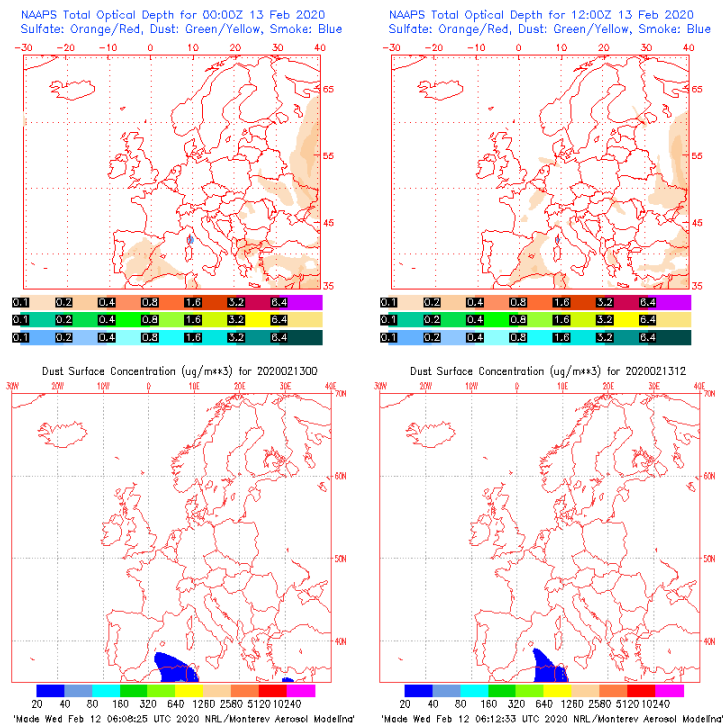 NAAPS Total Optical Depth for 00:00Z 13 Feb 2020
Sulfate: Orange/Red, Dust: Green/Yellow, Smoke: Blue
-30 -20 -10 0 10 20 30 40
65
55
45
35
0.1 0.2 0.4 0.8 1.6 3.2 6.4
0.1 0.2 0.4 0.8 1.6 3.2 6.4
0.1 0.2 0.4 0.8 1.6 3.2 6.4
NAAPS Total Optical Depth for 12:00Z 13 Feb 2020
Sulfate: Orange/Red, Dust: Green/Yellow, Smoke: Blue
-30 -20 -10 0 10 20 30 40
65
55
45
35
0.1 0.2 0.4 0.8 1.6 3.2 6.4
0.1 0.2 0.4 0.8 1.6 3.2 6.4
0.1 0.2 0.4 0.8 1.6 3.2 6.4
Dust Surface Concentration (ug/m**3) for 2020021300
30W 20W 10W 0 10E 20E 30E 40E
70N
60N
50N
40N
20 40 80 160 320 640 1280 2560 5120 10240
'Made Wed Feb 12 06:08:25 UTC 2020 NRL/Monterey Aerosol Modeling'
Dust Surface Concentration (ug/m**3) for 2020021312
30W 20W 10W 0 10E 20E 30E 40E
70N
60N
50N
40N
20 40 80 160 320 640 1280 2560 5120 10240
'Made Wed Feb 12 06:12:33 UTC 2020 NRL/Monterey Aerosol Modeling'